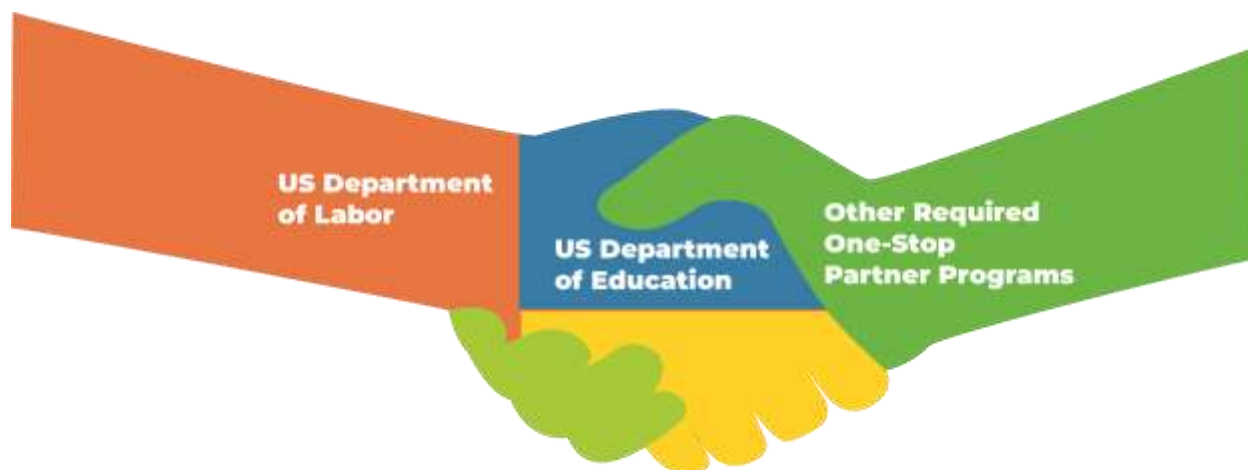 US Department
of Labor
US Department
of Education
Other Required
One-Stop
Partner Programs